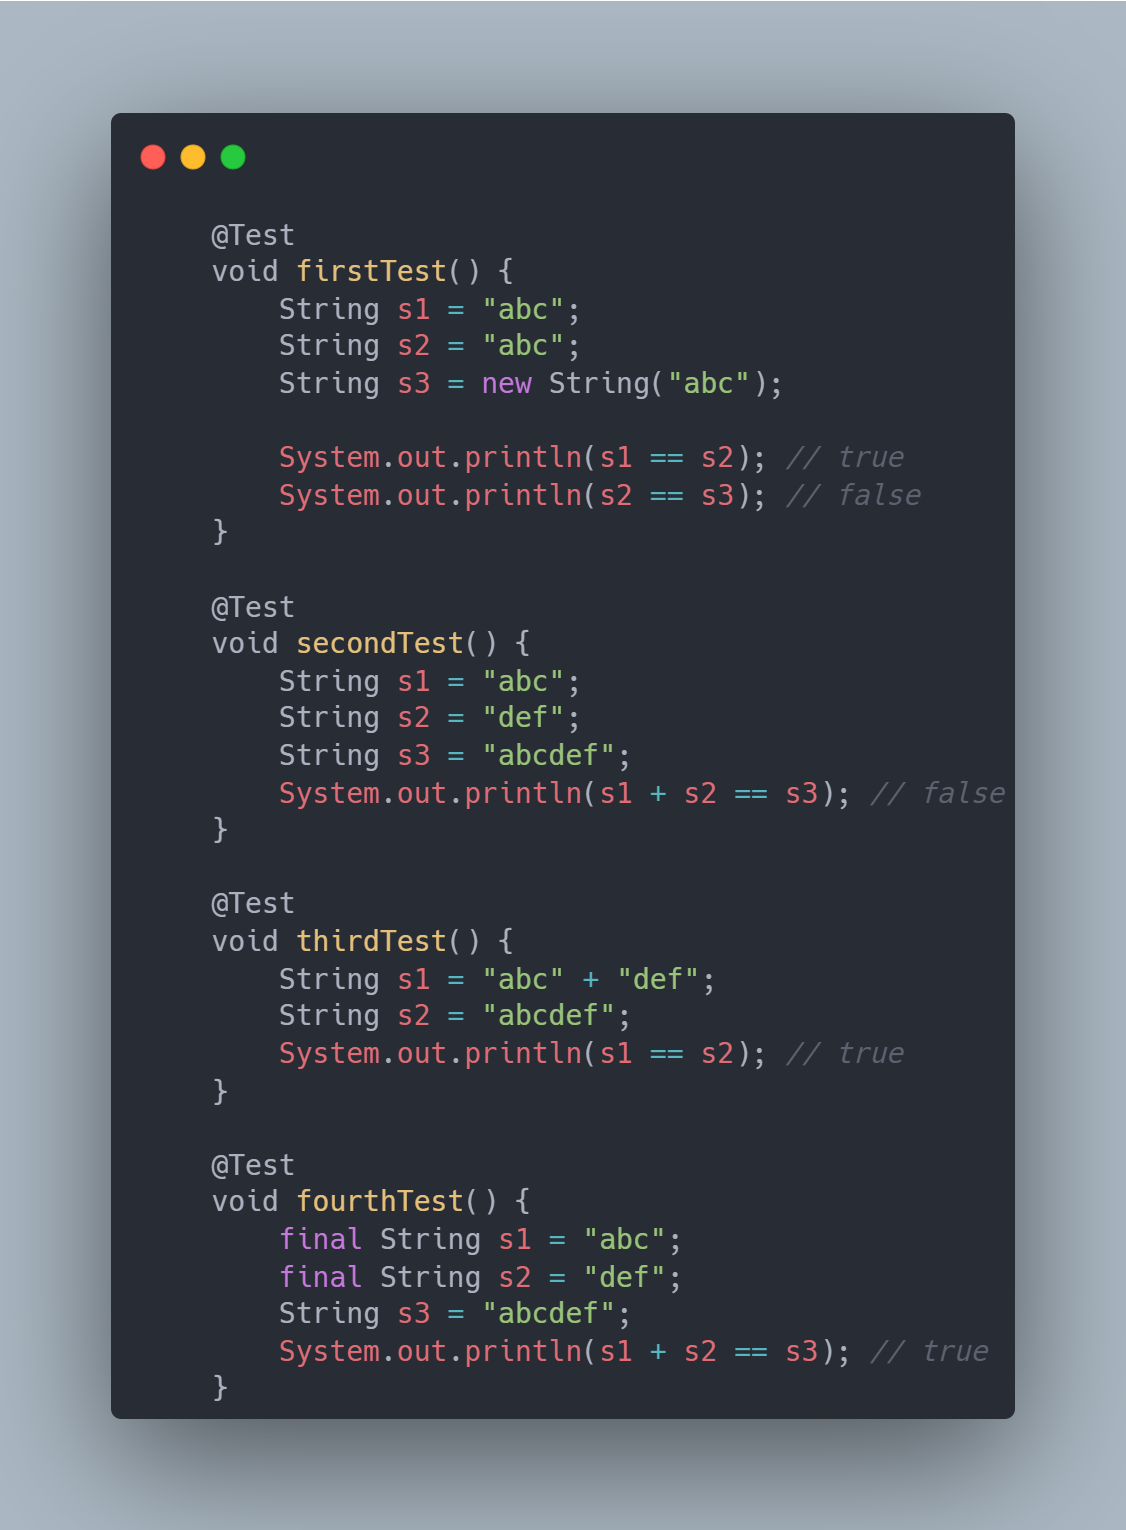 @Test
void firstTest() {
    String s1 = "abc";
    String s2 = "abc";
    String s3 = new String("abc");

    System.out.println(s1 == s2); // true
    System.out.println(s2 == s3); // false
}

@Test
void secondTest() {
    String s1 = "abc";
    String s2 = "def";
    String s3 = "abcdef";
    System.out.println(s1 + s2 == s3); // false
}

@Test
void thirdTest() {
    String s1 = "abc" + "def";
    String s2 = "abcdef";
    System.out.println(s1 == s2); // true
}

@Test
void fourthTest() {
    final String s1 = "abc";
    final String s2 = "def";
    String s3 = "abcdef";
    System.out.println(s1 + s2 == s3); // true
}